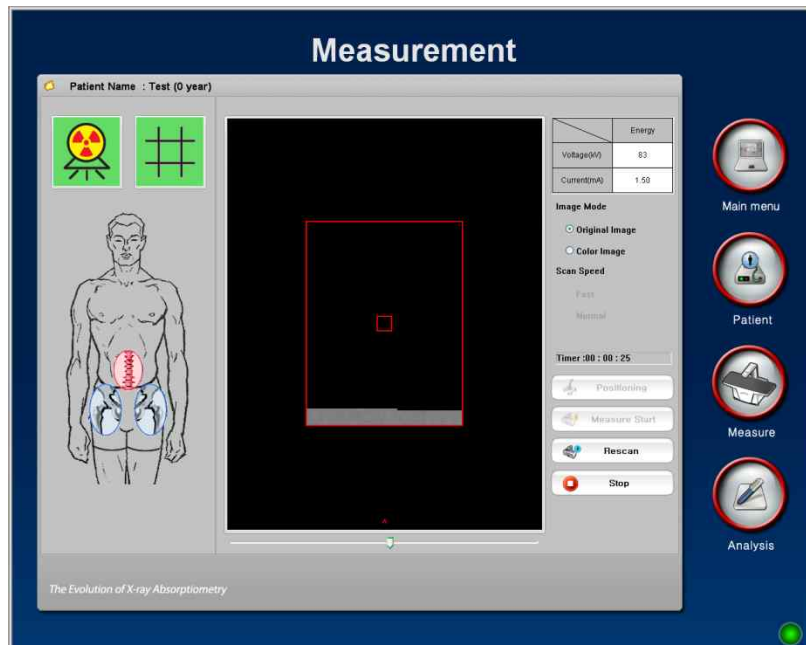 Measurement
Patient Name : Test (0 year)
Energy
Voltage(kV) 83
Current(mA) 1.50
Image Mode
Original Image
Color Image
Scan Speed
Fast
Normal
Timer :00 : 00 : 25
Positioning
Measure Start
Rescan
Stop
Main menu
Patient
Measure
Analysis
The Evolution of X-ray Absorptiometry